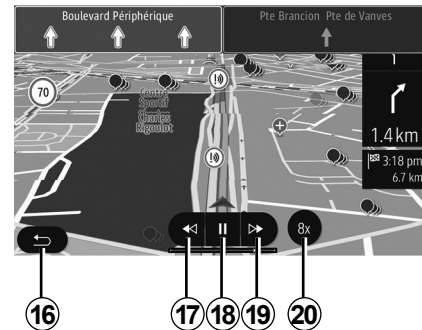 Boulevard Périphérique
Pte Brancion Pte de Vanves
70
Centre
Sportif
Charles
Rigoulot
1.4 km
3:18 pm
6.7 km
8x
16
17
18
19
20